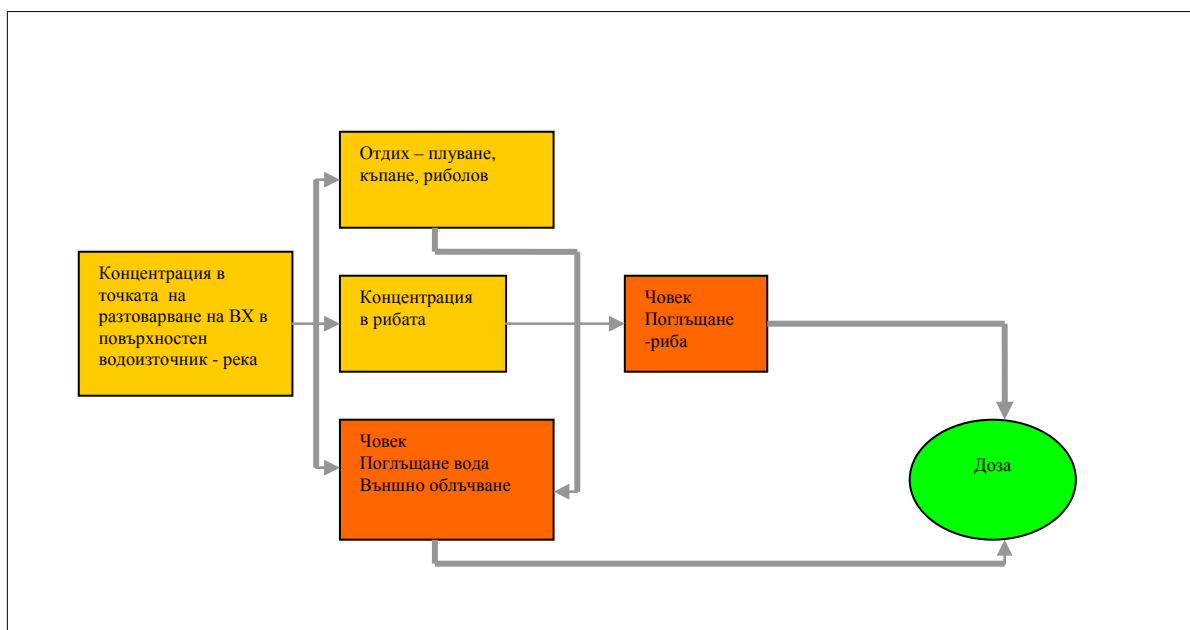 Отдих – плуване,
къпане, риболов
Концентрация в
точката на
разтоварване на ВХ в
повърхностен
водоизточник - река
Концентрация
в рибата
Човек
Поглъщане
-риба
Човек
Поглъщане вода
Външно облъчване
Доза